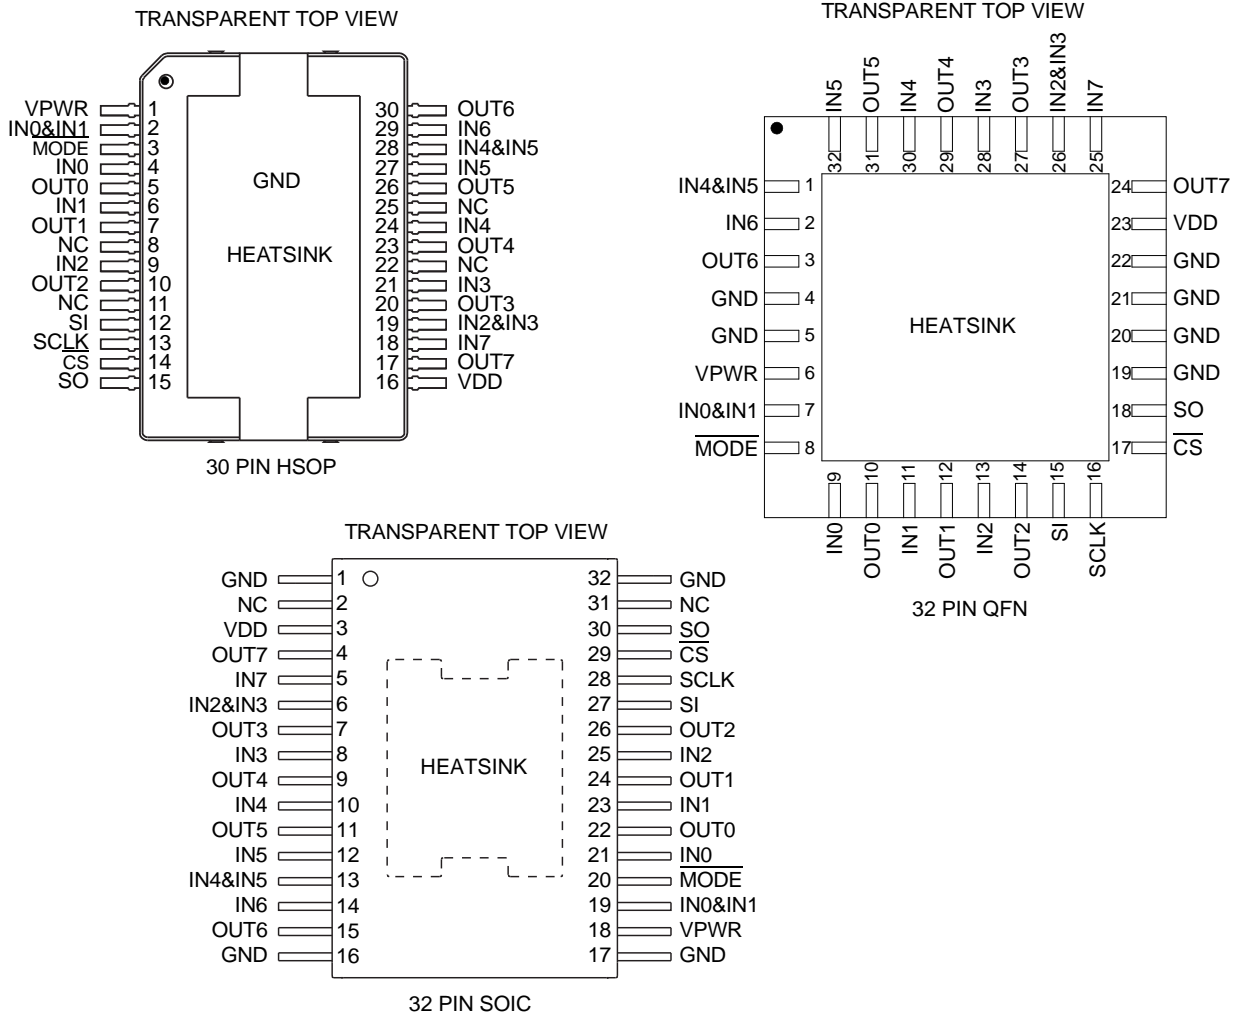 TRANSPARENT TOP VIEW
VPWR 1 30 OUT6
IN0&IN1 2 29 IN6
MODE 3 28 IN4&IN5
IN0 4 27 IN5
OUT0 5 26 OUT5
IN1 6 25 NC
OUT1 7 24 IN4
NC 8 23 OUT4
IN2 9 22 NC
OUT2 10 21 IN3
NC 11 20 OUT3
SI 12 19 IN2&IN3
SCLK 13 18 IN7
CS 14 17 OUT7
SO 15 16 VDD
GND
HEATSINK
30 PIN HSOP
TRANSPARENT TOP VIEW
IN5 OUT5 IN4 OUT4 IN3 OUT3 IN2&IN3 IN7
32 31 30 29 28 27 26 25
IN4&IN5 1 24 OUT7
IN6 2 23 VDD
OUT6 3 22 GND
GND 4 21 GND
GND 5 20 GND
VPWR 6 19 GND
IN0&IN1 7 18 SO
MODE 8 17 CS
HEATSINK
9 10 11 12 13 14 15 16
IN0 OUT0 IN1 OUT1 IN2 OUT2 SI SCLK
32 PIN QFN
TRANSPARENT TOP VIEW
GND 1 32 GND
NC 2 31 NC
VDD 3 30 SO
OUT7 4 29 CS
IN7 5 28 SCLK
IN2&IN3 6 27 SI
OUT3 7 26 OUT2
IN3 8 25 IN2
OUT4 9 24 OUT1
IN4 10 23 IN1
OUT5 11 22 OUT0
IN5 12 21 IN0
IN4&IN5 13 20 MODE
IN6 14 19 IN0&IN1
OUT6 15 18 VPWR
GND 16 17 GND
HEATSINK
32 PIN SOIC